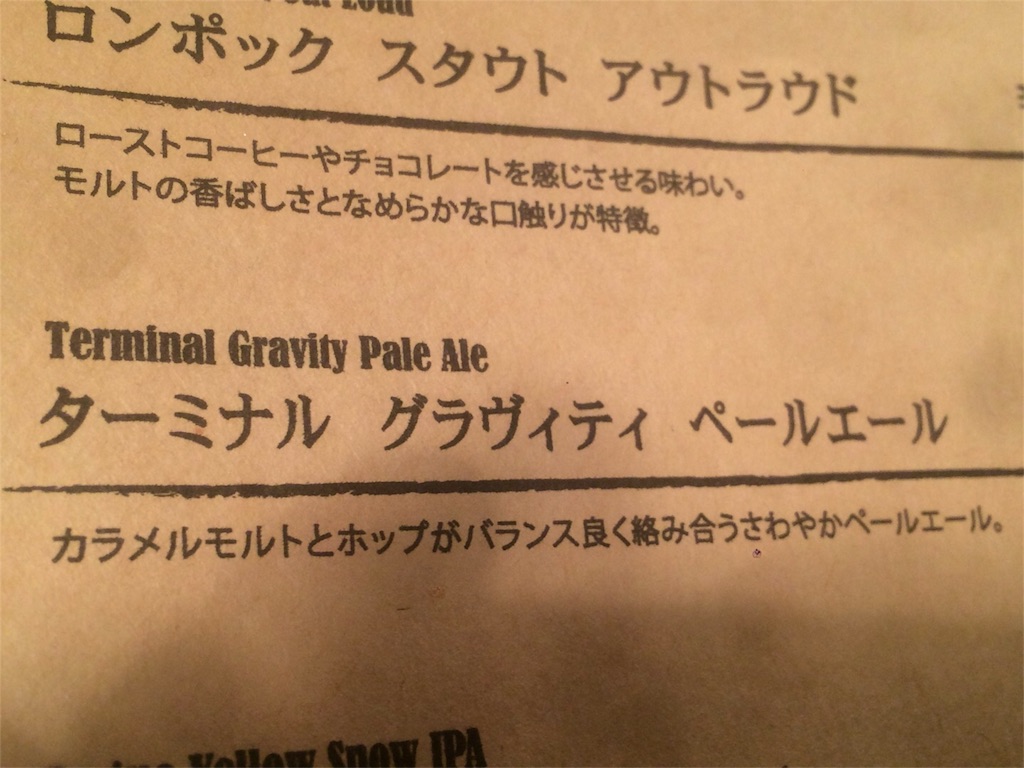 Loud
ロンポック スタウト アウトラウド
ローストコーヒーやチョコレートを感じさせる味わい。
モルトの香ばしさとなめらかな口触りが特徴。
Terminal Gravity Pale Ale
ターミナル グラヴィティ ペールエール
カラメルモルトとホップがバランス良く絡み合うさわやかペールエール。
Yellow Snow IPA